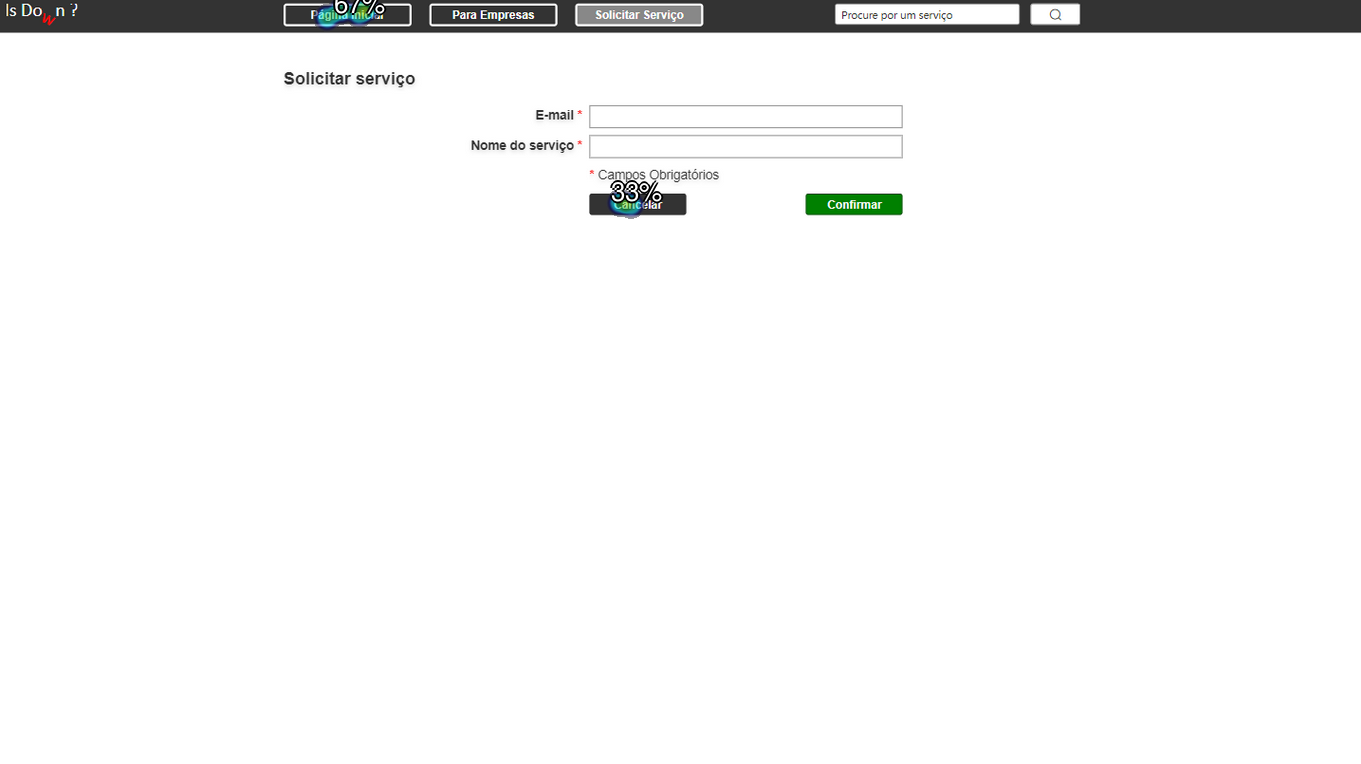 Is Down ?
67%
Página Inicial
Para Empresas
Solicitar Serviço
Procure por um serviço
Solicitar serviço
E-mail *
Nome do serviço *
* Campos Obrigatórios
33%
Cancelar
Confirmar